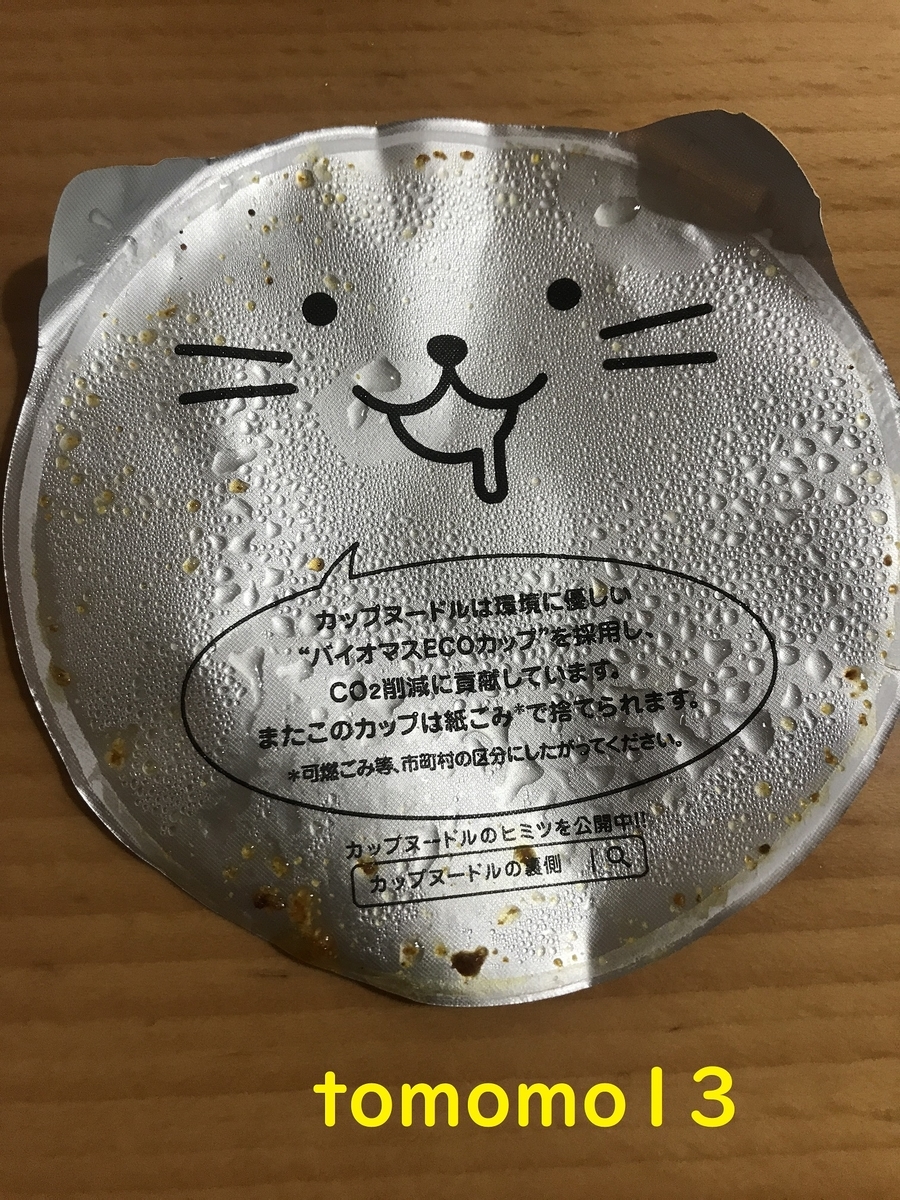 カップヌードルは環境に優しい
“バイオマスECOカップ”を採用し、
CO2削減に貢献しています。
またこのカップは紙ごみ*で捨てられます。
*可燃ごみ等、市町村の区分にしたがってください。
カップヌードルのヒミツを公開中!!
カップヌードルの裏側
tomomo13